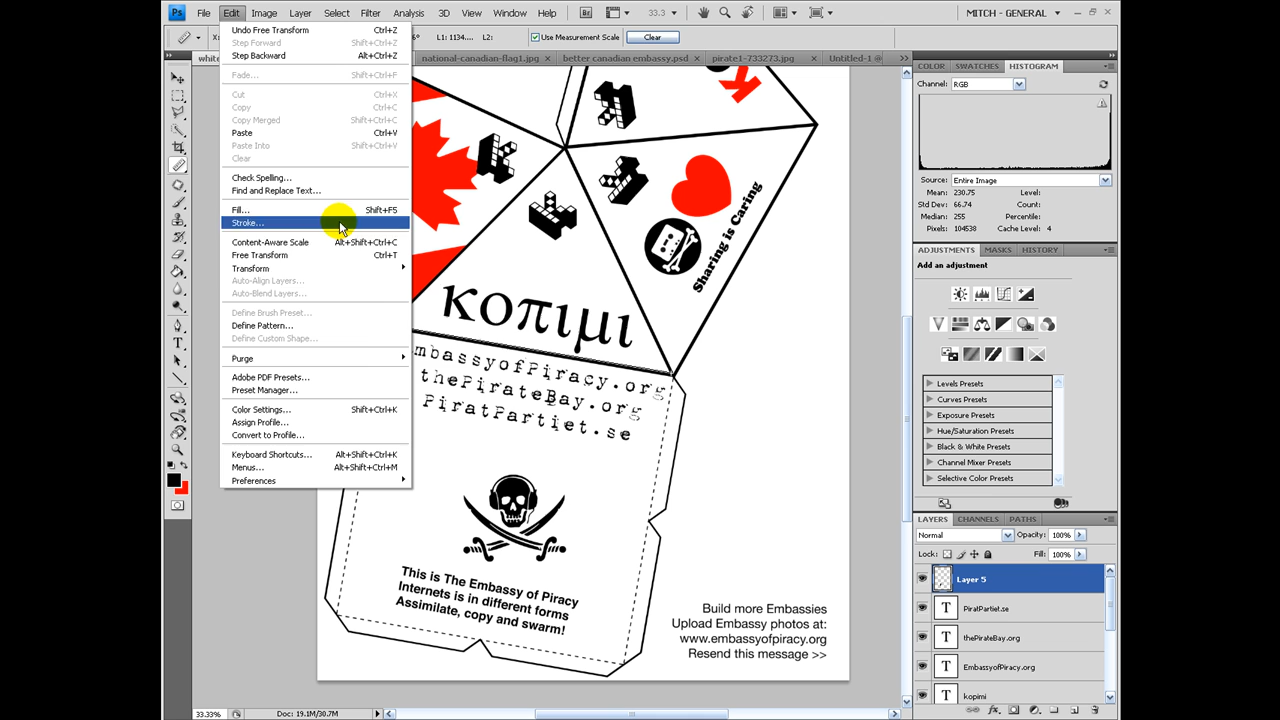 Ps File Edit Image Layer Select Filter Analysis 3D View Window Help Br 33.3 MITCH - GENERAL
X: L1: 1134.... L2: Use Measurement Scale Clear
white national-canadian-flag1.jpg better canadian embassy.psd pirate1-733273.jpg Untitled-1 @
Undo Free Transform Ctrl+Z
Step Forward Shift+Ctrl+Z
Step Backward Alt+Ctrl+Z
Fade... Shift+Ctrl+F
Cut Ctrl+X
Copy Ctrl+C
Copy Merged Shift+Ctrl+C
Paste Ctrl+V
Paste Into Shift+Ctrl+V
Clear
Check Spelling...
Find and Replace Text...
Fill... Shift+F5
Stroke...
Content-Aware Scale Alt+Shift+Ctrl+C
Free Transform Ctrl+T
Transform
Auto-Align Layers...
Auto-Blend Layers...
Define Brush Preset...
Define Pattern...
Define Custom Shape...
Purge
Adobe PDF Presets...
Preset Manager...
Color Settings... Shift+Ctrl+K
Assign Profile...
Convert to Profile...
Keyboard Shortcuts... Alt+Shift+Ctrl+K
Menus... Alt+Shift+Ctrl+M
Preferences
K
Sharing is Caring
κοπιμι
mbassyofPiracy.org
thePirateBay.org
PiratPartiet.se
This is The Embassy of Piracy
Internets is in different forms
Assimilate, copy and swarm!
Build more Embassies
Upload Embassy photos at:
www.embassyofpiracy.org
Resend this message >>
COLOR SWATCHES HISTOGRAM
Channel: RGB
Source: Entire Image
Mean: 230.75 Level:
Std Dev: 66.74 Count:
Median: 255 Percentile:
Pixels: 104538 Cache Level: 4
ADJUSTMENTS MASKS HISTORY
Add an adjustment
Levels Presets
Curves Presets
Exposure Presets
Hue/Saturation Presets
Black & White Presets
Channel Mixer Presets
Selective Color Presets
LAYERS CHANNELS PATHS
Normal Opacity: 100%
Lock: Fill: 100%
Layer 5
T PiratPartiet.se
T thePirateBay.org
T EmbassyofPiracy.org
T kopimi
33.33% Doc: 19.1M/30.7M